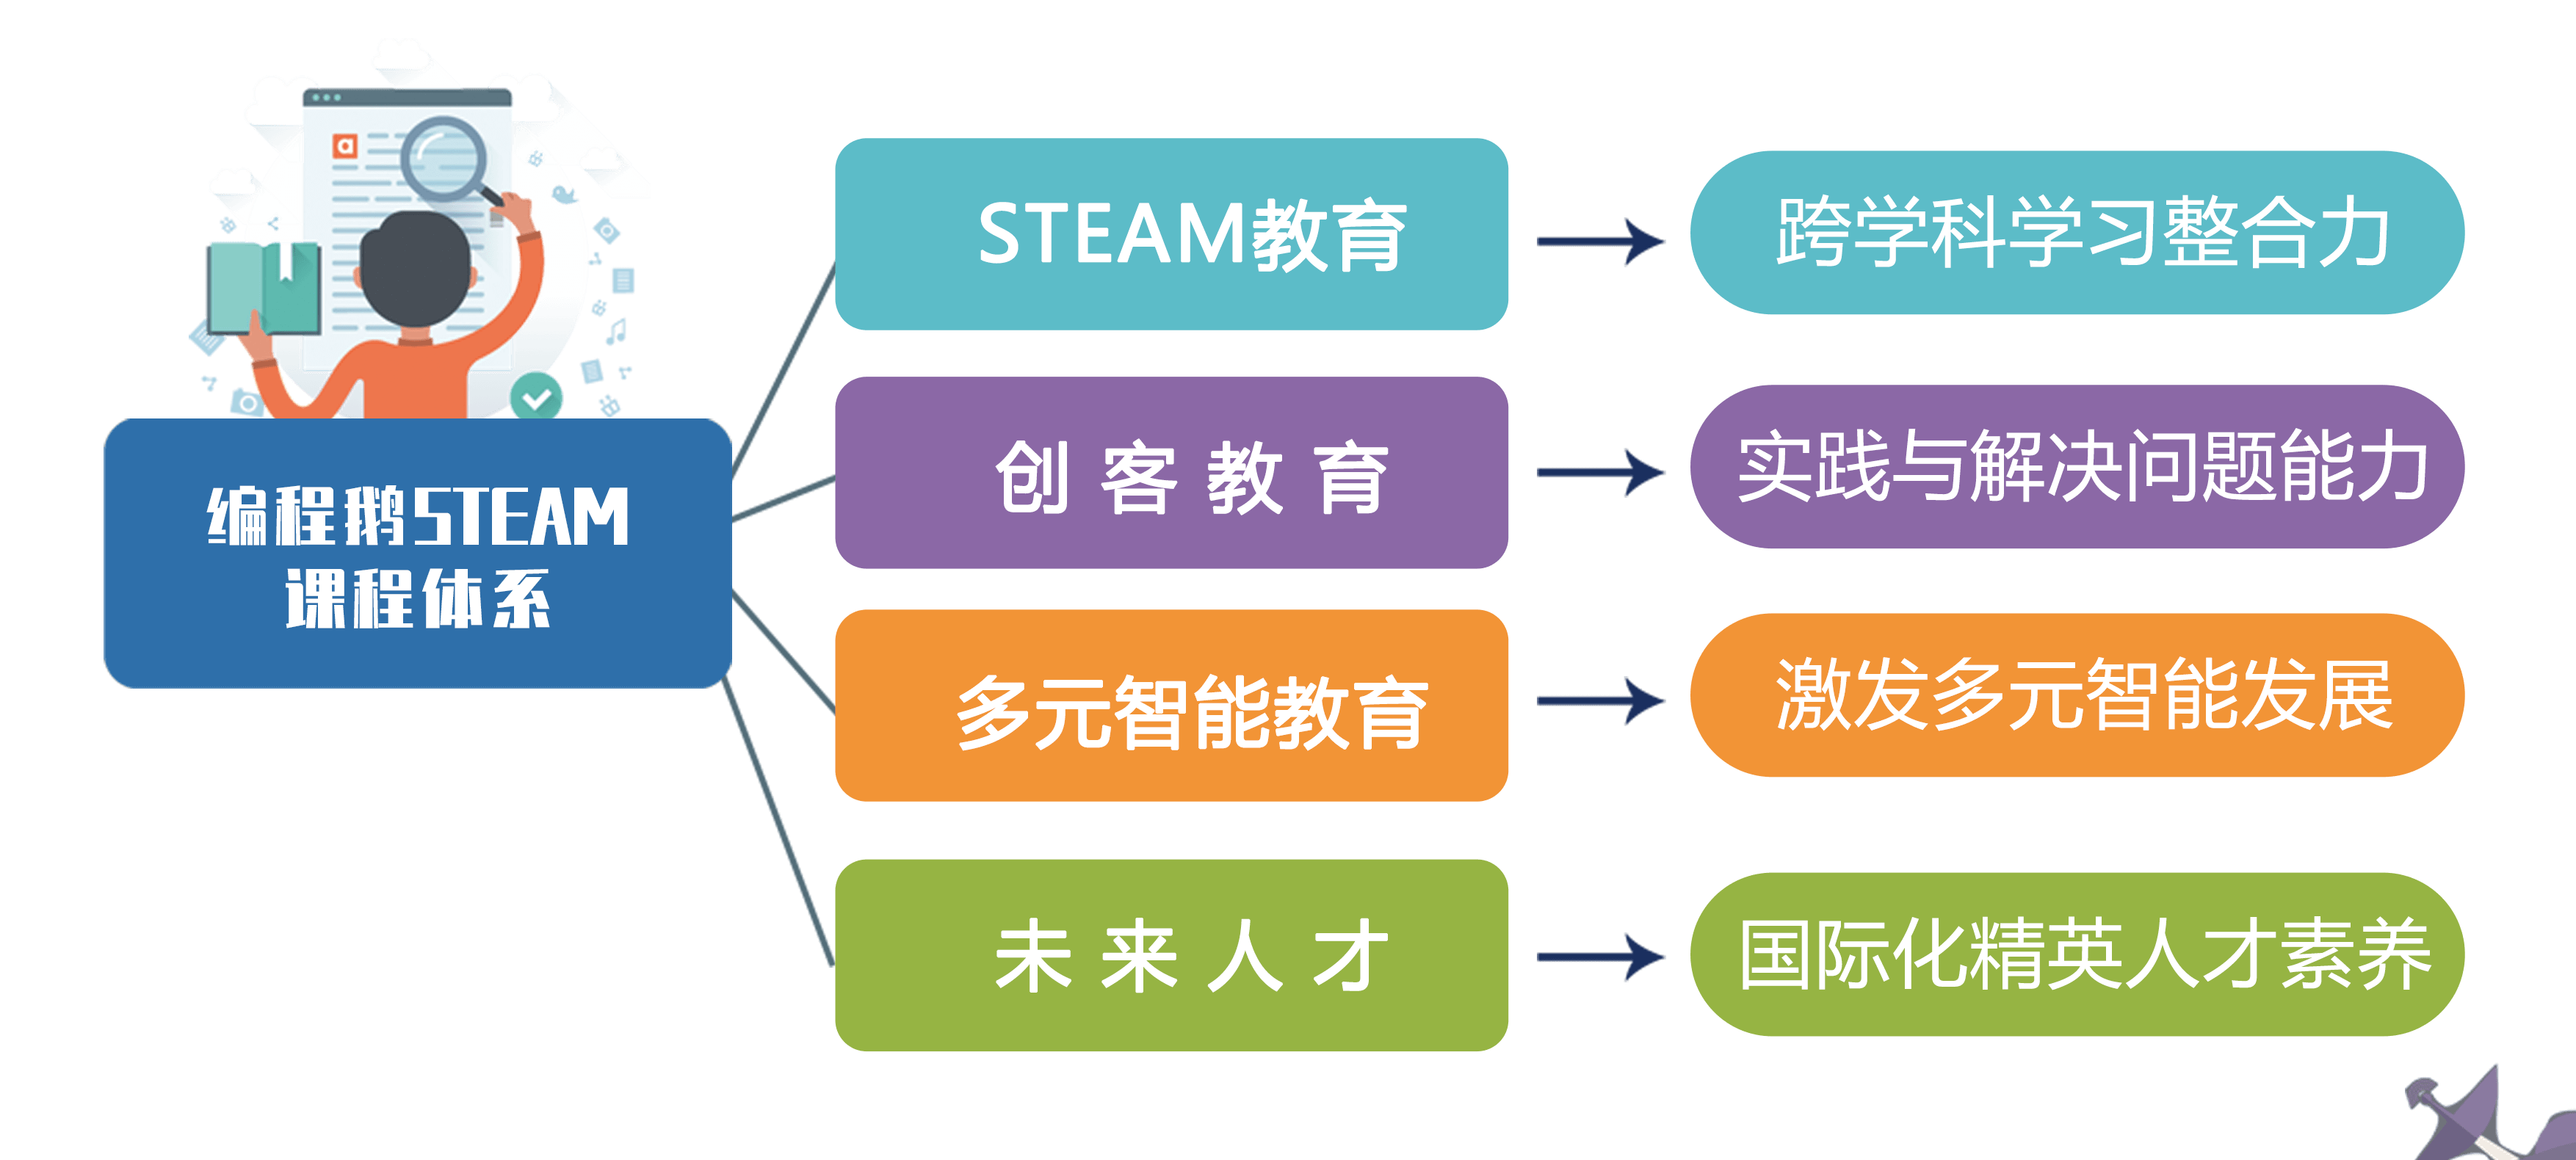 编程鹅STEAM
课程体系
STEAM教育
跨学科学习整合力
创客教育
实践与解决问题能力
多元智能教育
激发多元智能发展
未来人才
国际化精英人才素养
a